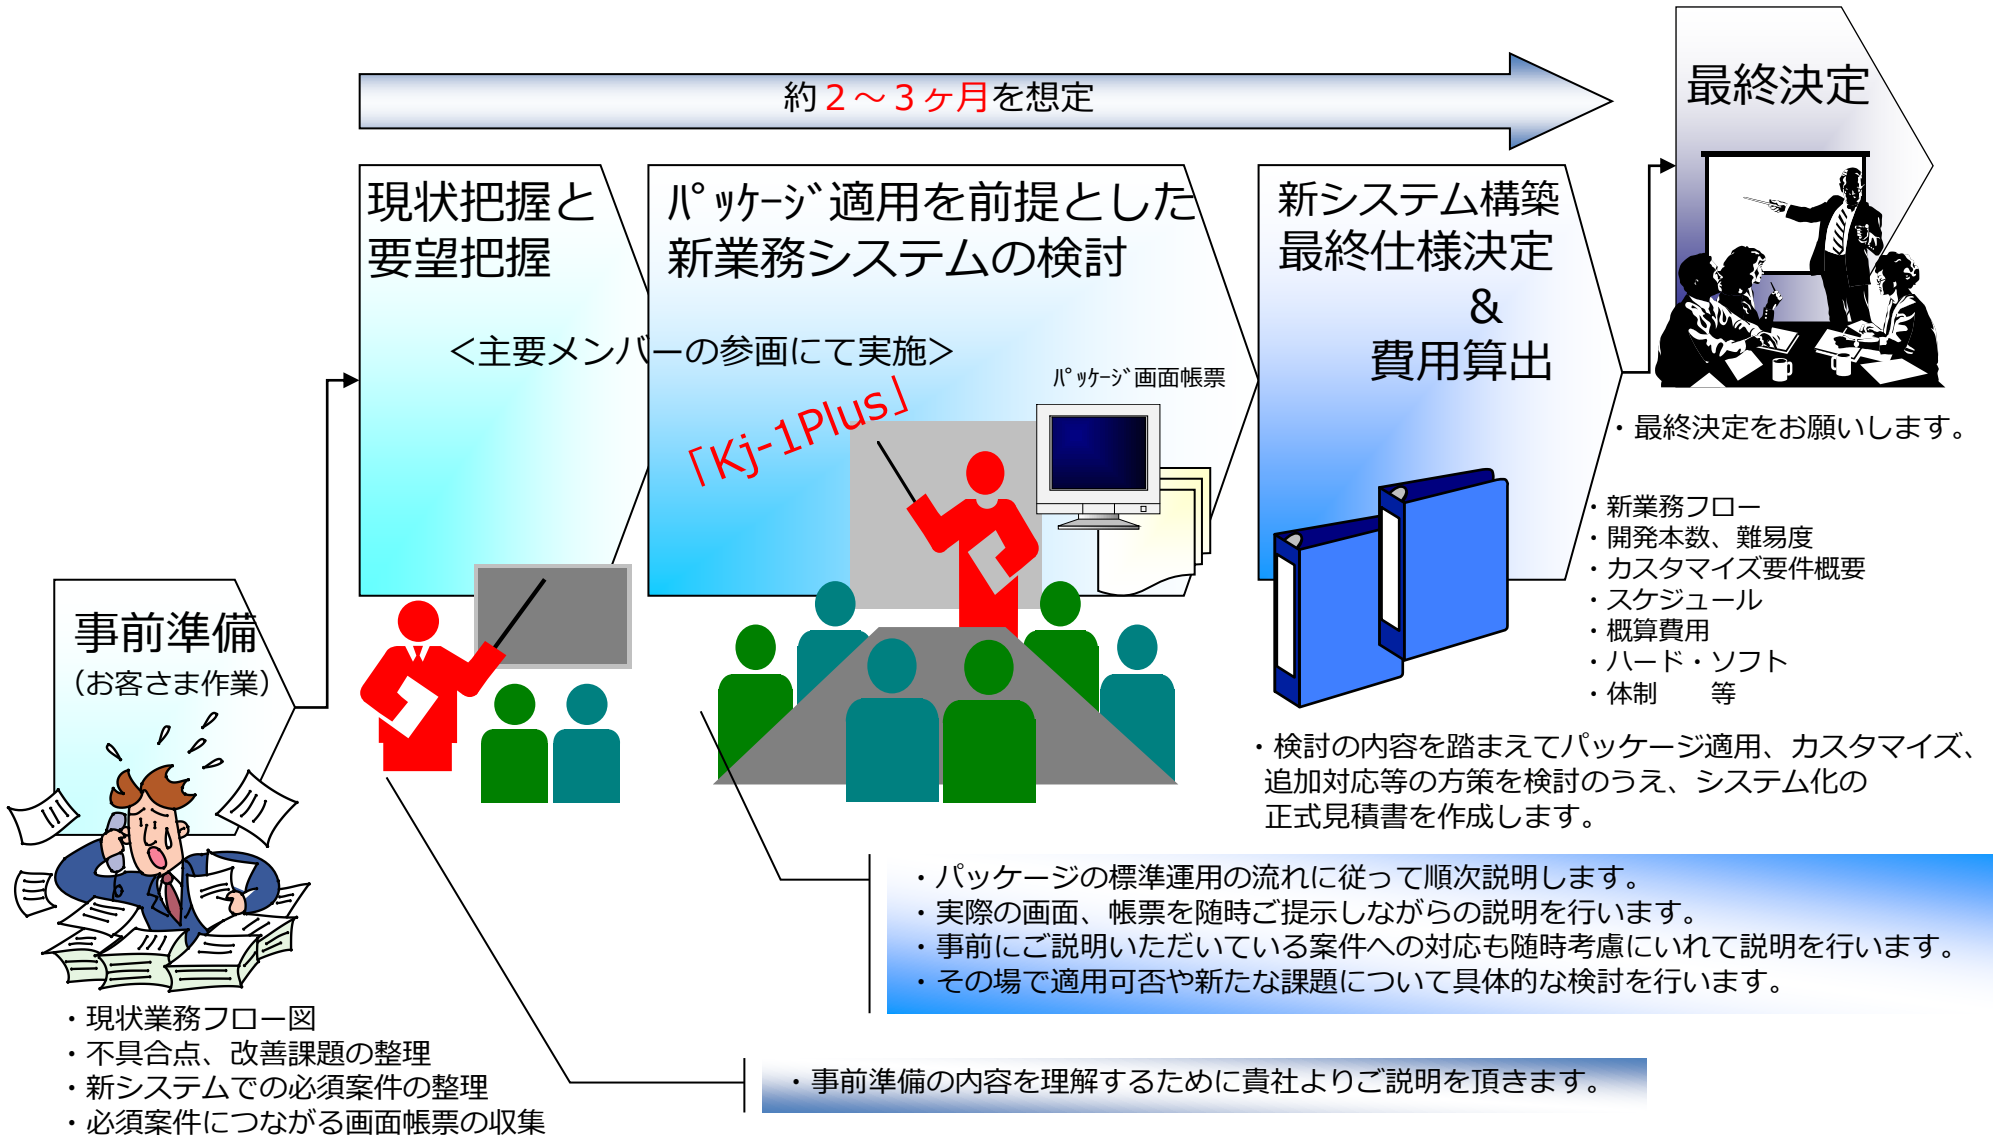 約２～３ヶ月を想定
最終決定
現状把握と
要望把握
ﾊﾟｯｹｰｼﾞ適用を前提とした
新業務システムの検討
新システム構築
最終仕様決定
&
費用算出
＜主要メンバーの参画にて実施＞
ﾊﾟｯｹｰｼﾞ画面帳票
「Kj-1Plus」
・最終決定をお願いします。
・新業務フロー
・開発本数、難易度
・カスタマイズ要件概要
・スケジュール
・概算費用
・ハード・ソフト
・体制　　等
事前準備
（お客さま作業）
・検討の内容を踏まえてパッケージ適用、カスタマイズ、
追加対応等の方策を検討のうえ、システム化の
正式見積書を作成します。
・パッケージの標準運用の流れに従って順次説明します。
・実際の画面、帳票を随時ご提示しながらの説明を行います。
・事前にご説明いただいている案件への対応も随時考慮にいれて説明を行います。
・その場で適用可否や新たな課題について具体的な検討を行います。
・現状業務フロー図
・不具合点、改善課題の整理
・新システムでの必須案件の整理
・必須案件につながる画面帳票の収集
・事前準備の内容を理解するために貴社よりご説明を頂きます。